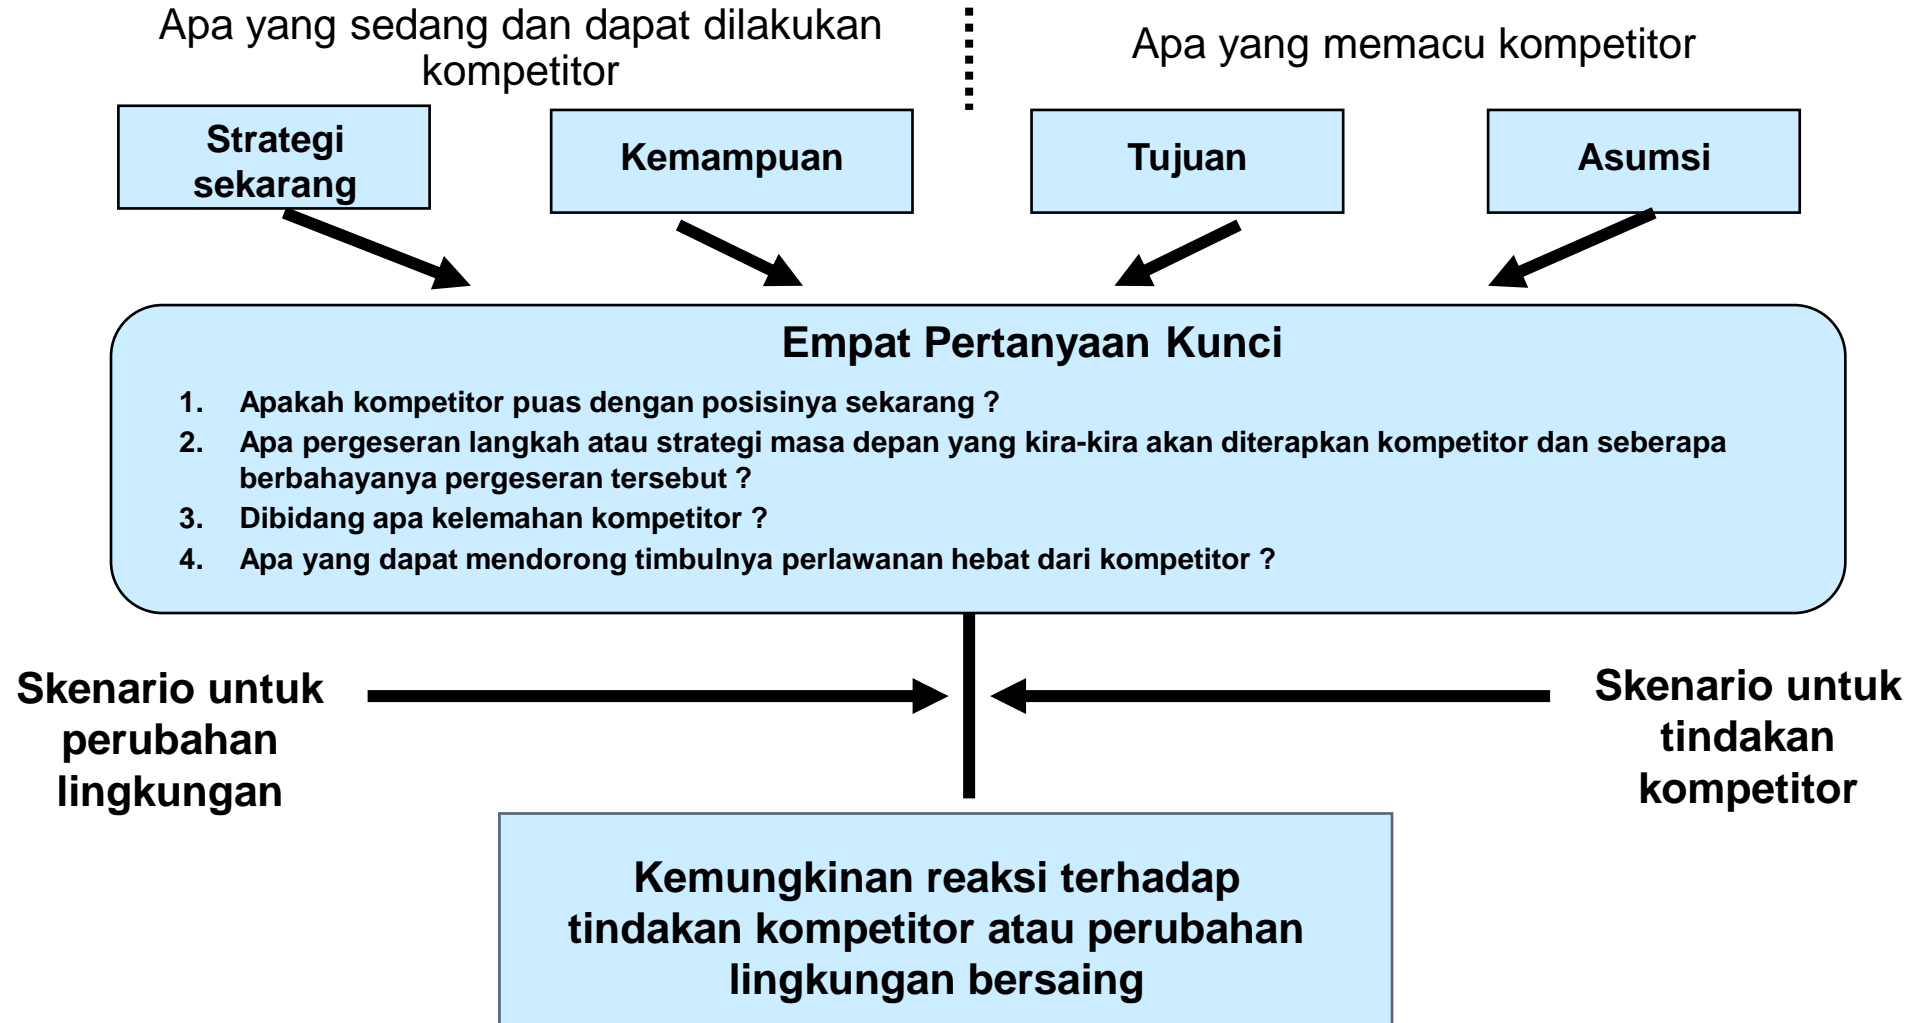 Apa yang sedang dan dapat dilakukan
kompetitor
Apa yang memacu kompetitor
Strategi
sekarang
Kemampuan
Tujuan
Asumsi
Empat Pertanyaan Kunci
1. Apakah kompetitor puas dengan posisinya sekarang ?
2. Apa pergeseran langkah atau strategi masa depan yang kira-kira akan diterapkan kompetitor dan seberapa
berbahayanya pergeseran tersebut ?
3. Dibidang apa kelemahan kompetitor ?
4. Apa yang dapat mendorong timbulnya perlawanan hebat dari kompetitor ?
Skenario untuk
perubahan
lingkungan
Skenario untuk
tindakan
kompetitor
Kemungkinan reaksi terhadap
tindakan kompetitor atau perubahan
lingkungan bersaing